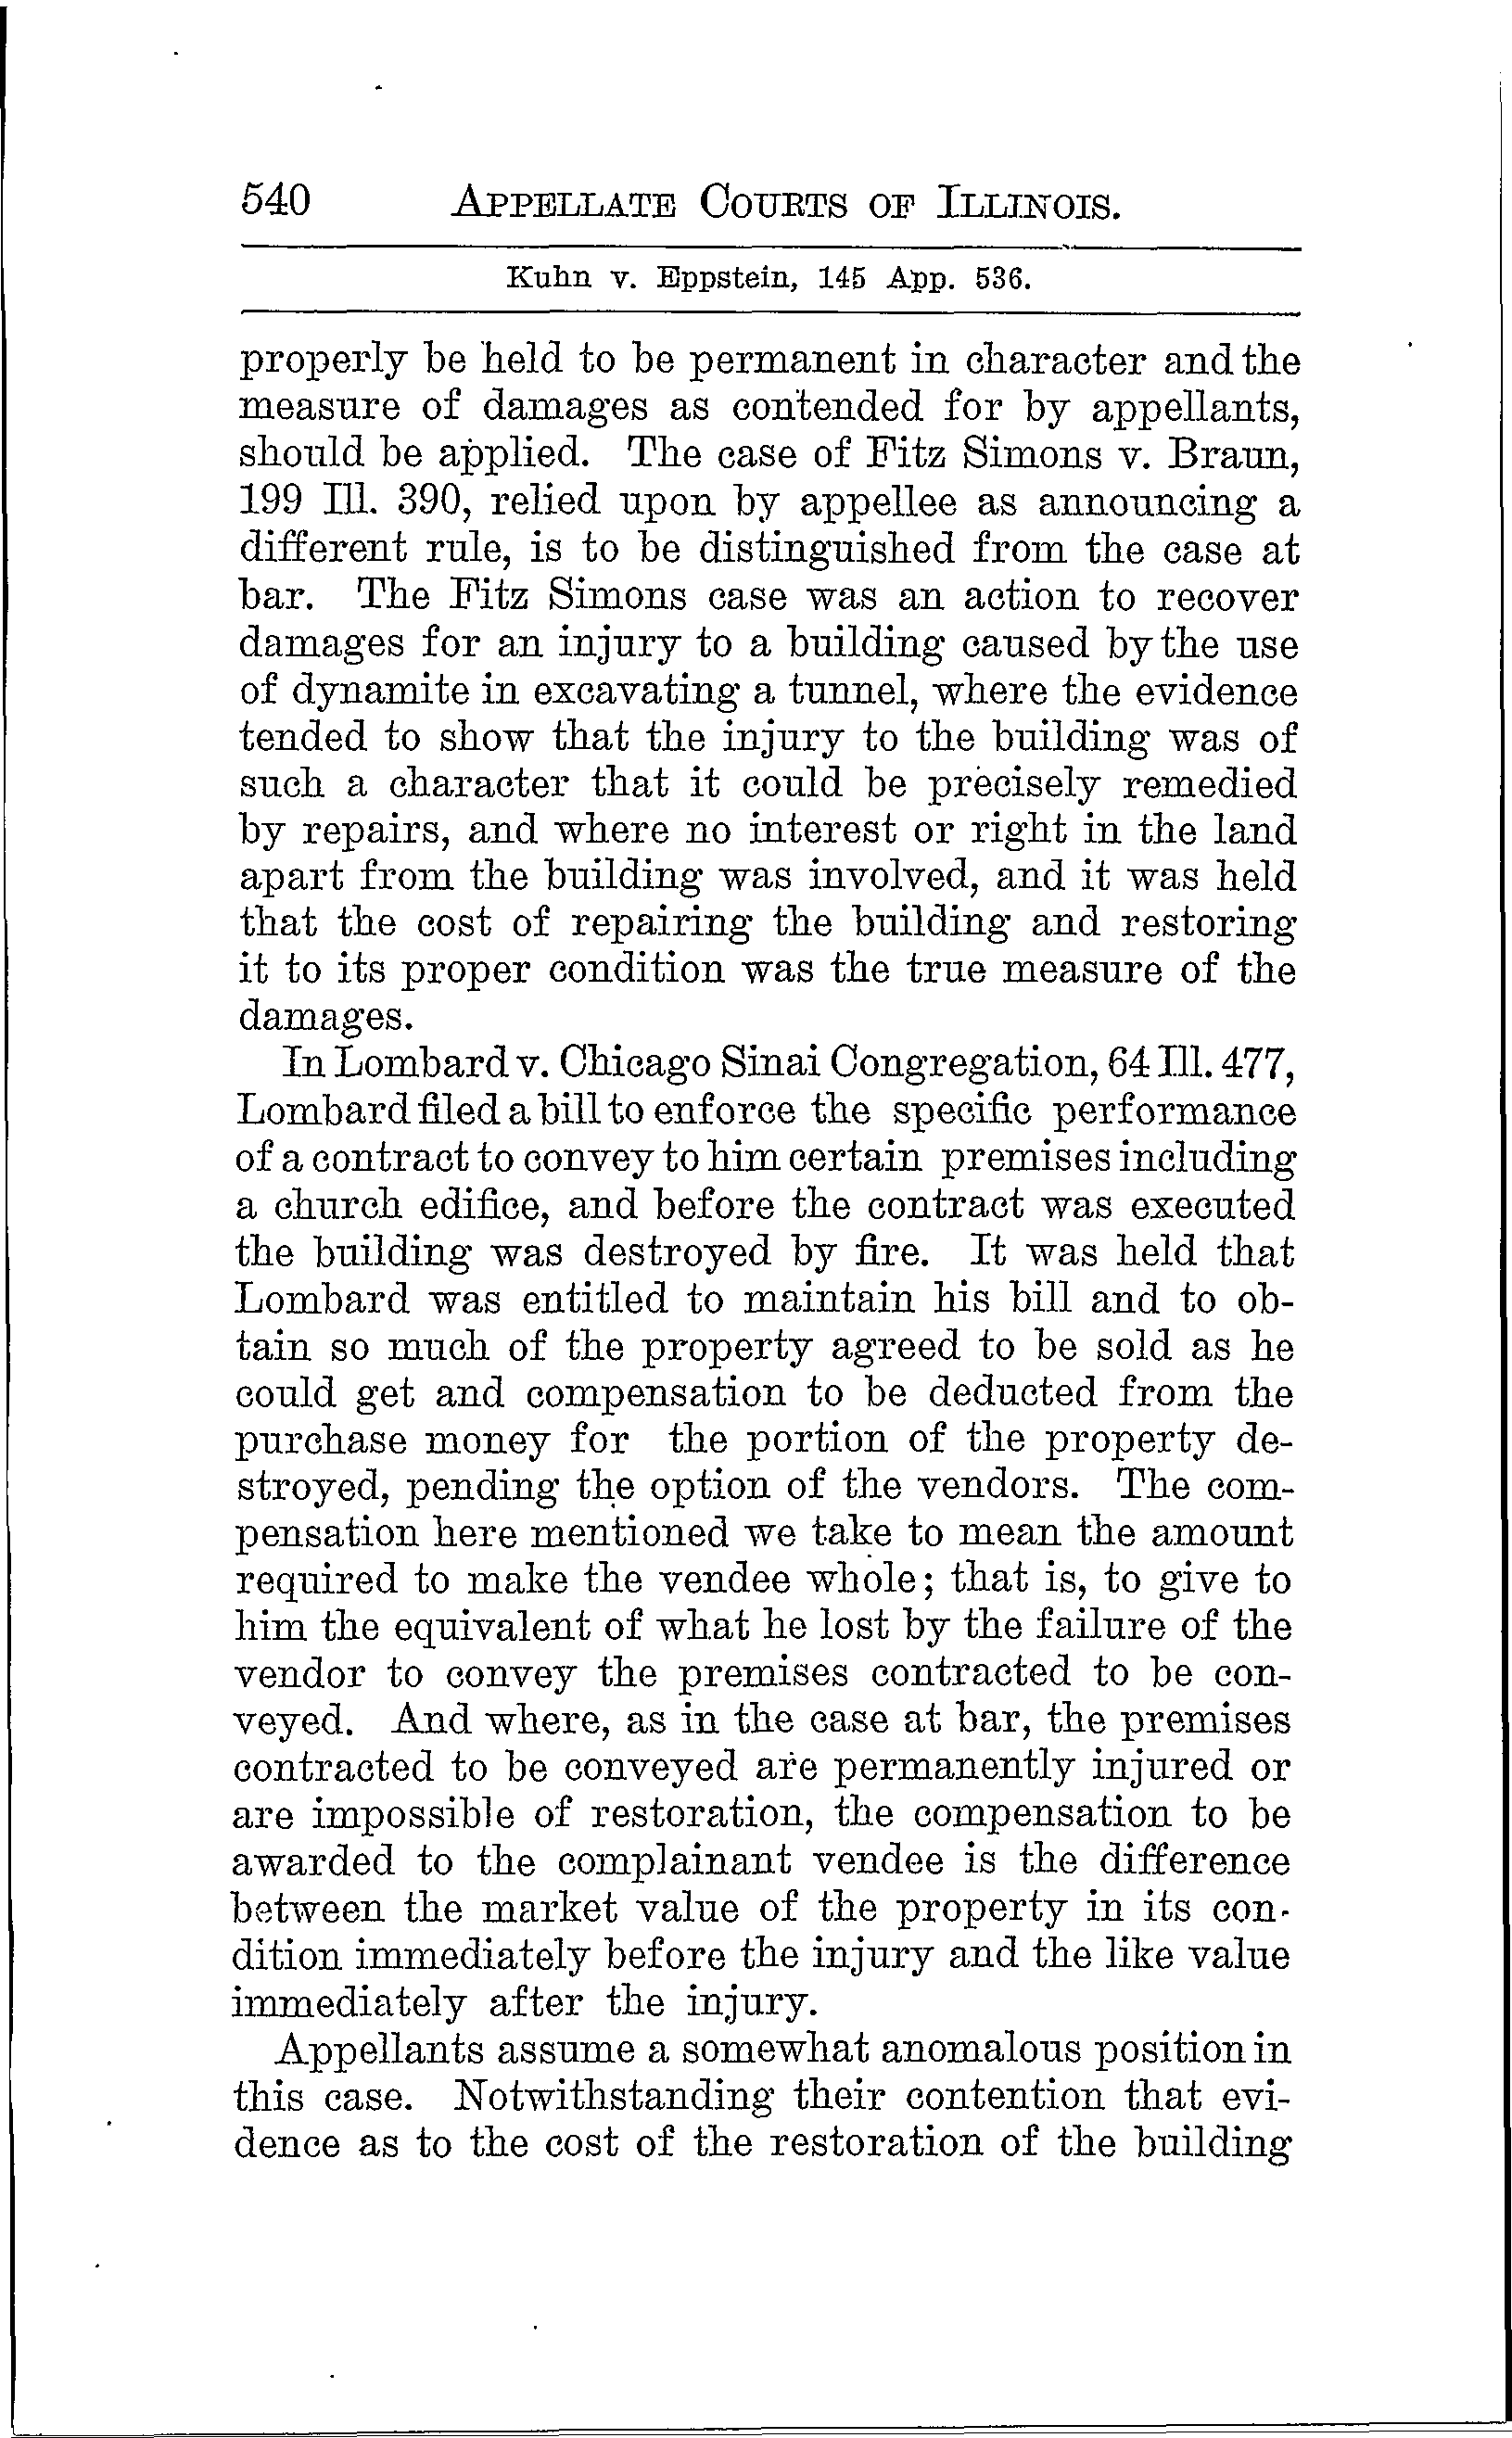 540 APPELLATE COURTS OF ILLINOIS.
Kuhn v. Eppstein, 145 App. 536.
properly be held to be permanent in character and the
measure of damages as contended for by appellants,
should be applied. The case of Fitz Simons v. Braun,
199 Ill. 390, relied upon by appellee as announcing a
different rule, is to be distinguished from the case at
bar. The Fitz Simons case was an action to recover
damages for an injury to a building caused by the use
of dynamite in excavating a tunnel, where the evidence
tended to show that the injury to the building was of
such a character that it could be precisely remedied
by repairs, and where no interest or right in the land
apart from the building was involved, and it was held
that the cost of repairing the building and restoring
it to its proper condition was the true measure of the
damages.
In Lombard v. Chicago Sinai Congregation, 64 Ill. 477,
Lombard filed a bill to enforce the specific performance
of a contract to convey to him certain premises including
a church edifice, and before the contract was executed
the building was destroyed by fire. It was held that
Lombard was entitled to maintain his bill and to ob-
tain so much of the property agreed to be sold as he
could get and compensation to be deducted from the
purchase money for the portion of the property de-
stroyed, pending the option of the vendors. The com-
pensation here mentioned we take to mean the amount
required to make the vendee whole; that is, to give to
him the equivalent of what he lost by the failure of the
vendor to convey the premises contracted to be con-
veyed. And where, as in the case at bar, the premises
contracted to be conveyed are permanently injured or
are impossible of restoration, the compensation to be
awarded to the complainant vendee is the difference
between the market value of the property in its con-
dition immediately before the injury and the like value
immediately after the injury.
Appellants assume a somewhat anomalous position in
this case. Notwithstanding their contention that evi-
dence as to the cost of the restoration of the building